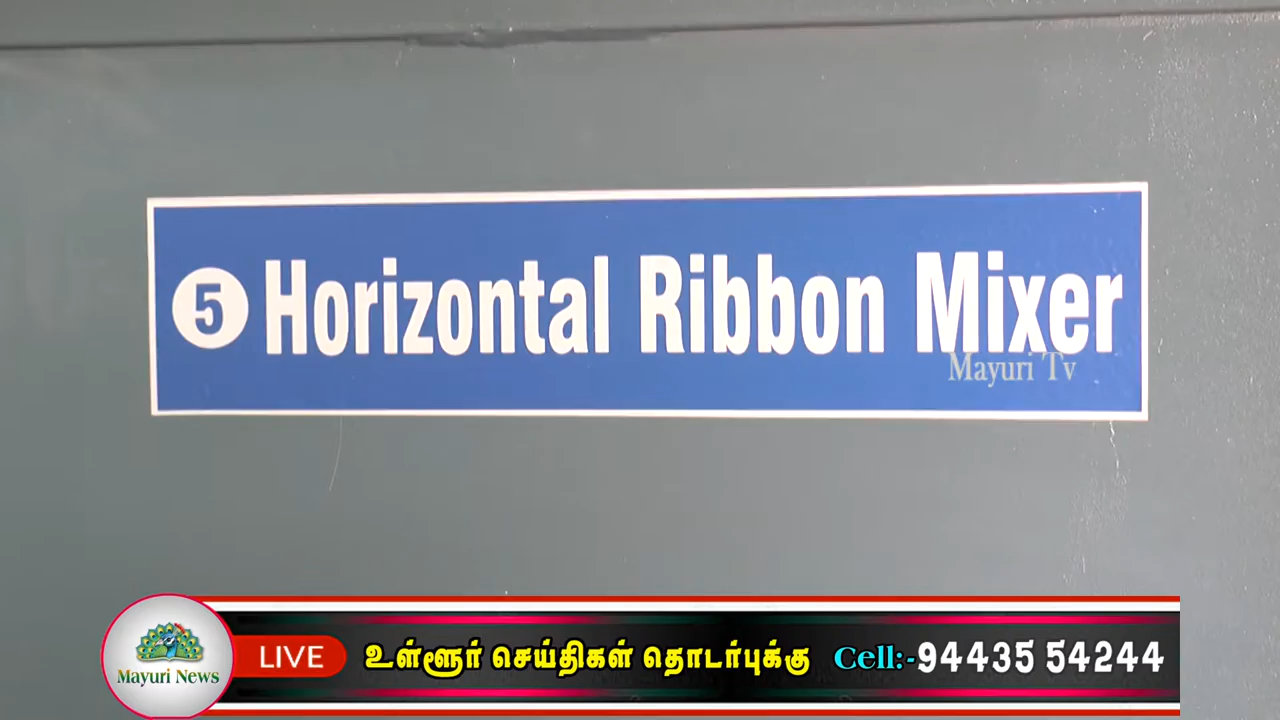 5 Horizontal Ribbon Mixer
Mayuri Tv
Mayuri News
LIVE
உள்ளூர் செய்திகள் தொடர்புக்கு Cell:-94435 54244